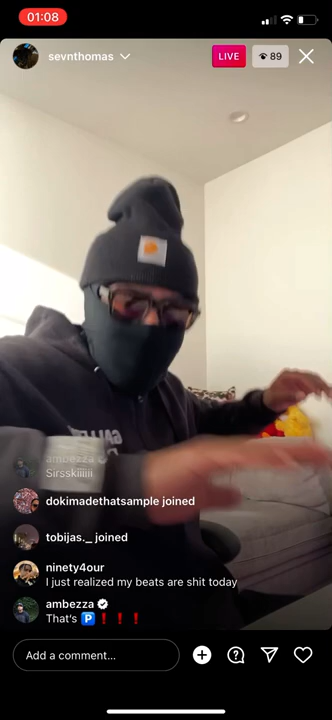 01:08
sevnthomas
LIVE
89
ambezza
Sirsskiiiiii
dokimadethatsample joined
tobijas._ joined
ninety4our
I just realized my beats are shit today
ambezza
That's 🅿️❗❗❗
Add a comment...